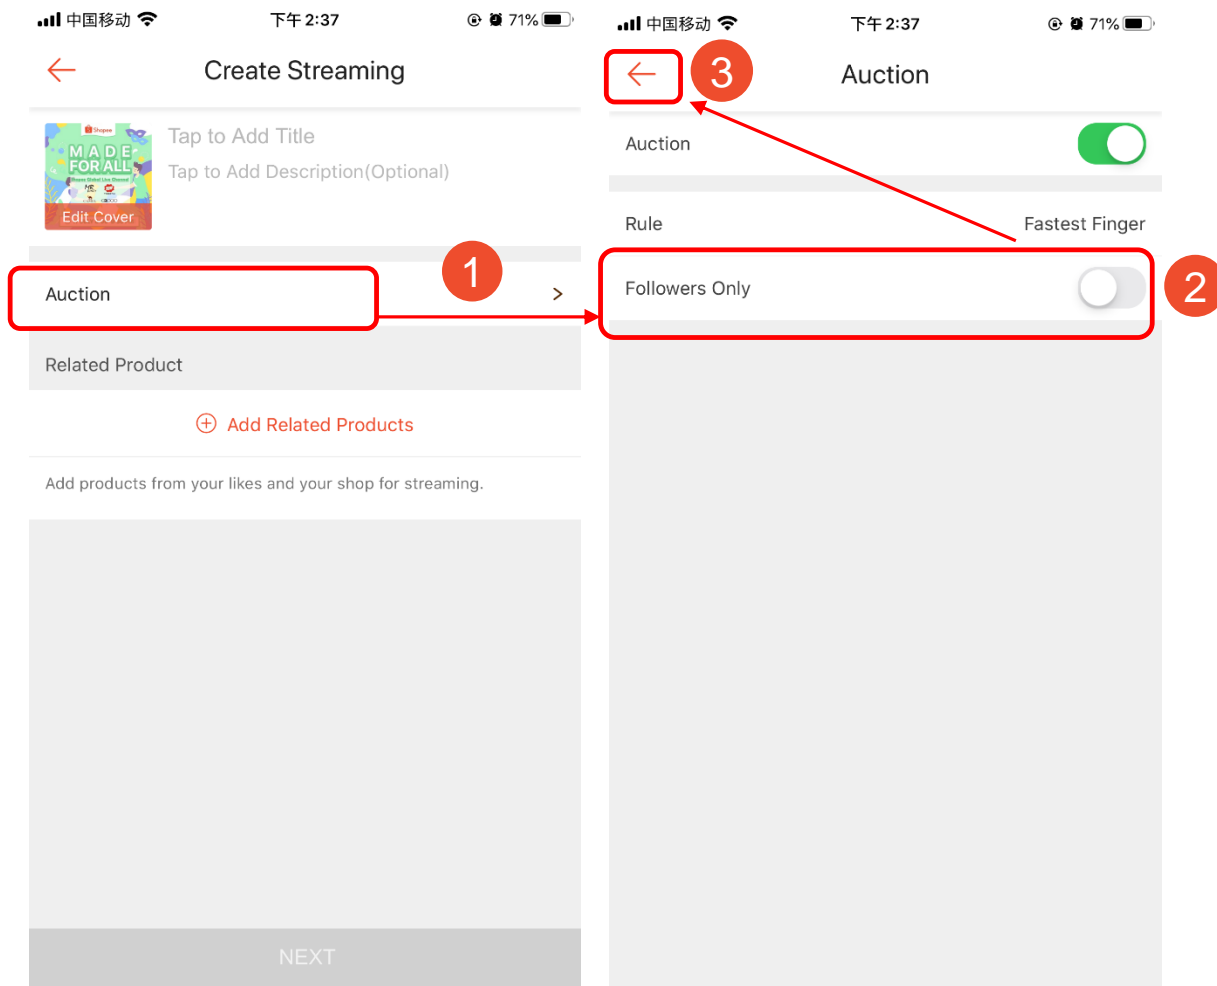 中国移动
下午 2:37
71%
Create Streaming
Shopee
MADE
FOR ALL
Edit Cover
Tap to Add Title
Tap to Add Description(Optional)
1
Auction
Related Product
Add Related Products
Add products from your likes and your shop for streaming.
NEXT
中国移动
下午 2:37
71%
3
Auction
Auction
Rule
Fastest Finger
Followers Only
2